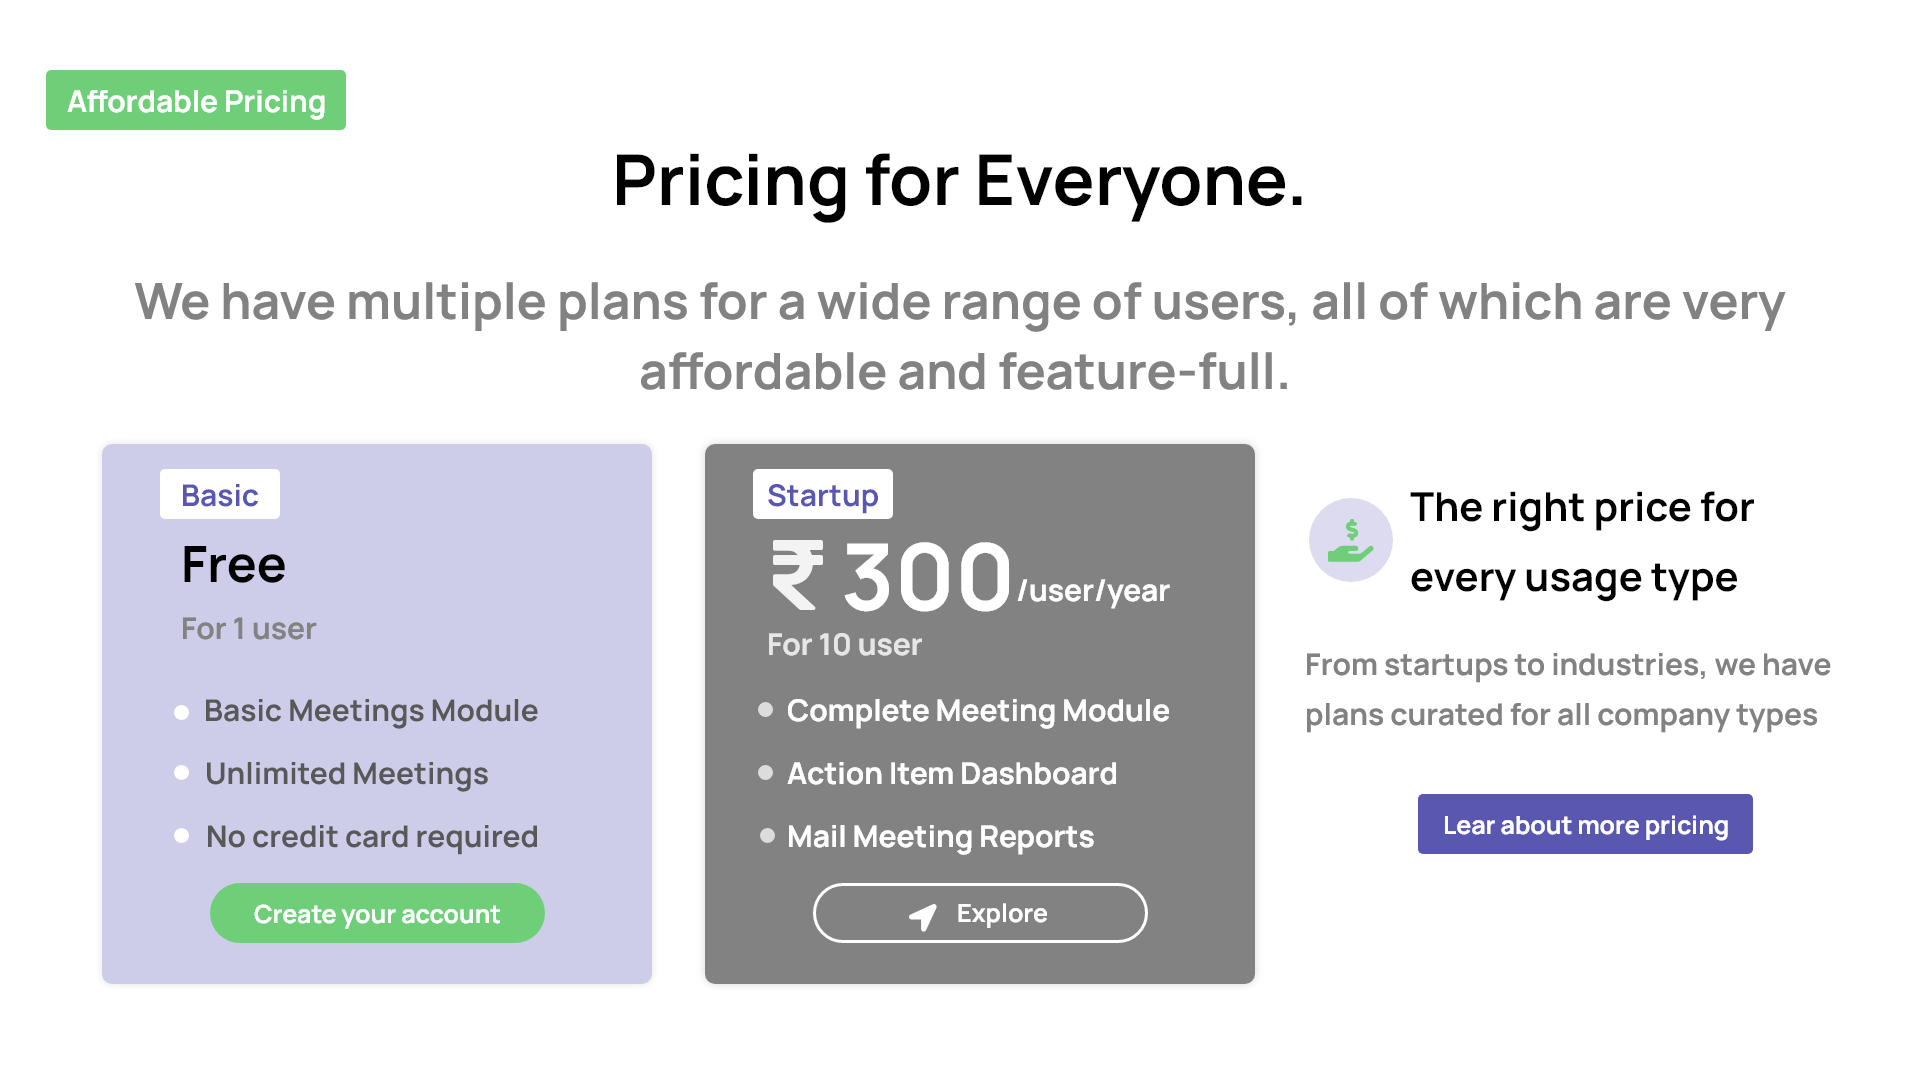 Affordable Pricing
Pricing for Everyone.
We have multiple plans for a wide range of users, all of which are very
affordable and feature-full.
Basic
Free
For 1 user
Basic Meetings Module
Unlimited Meetings
No credit card required
Create your account
Startup
₹ 300/user/year
For 10 user
Complete Meeting Module
Action Item Dashboard
Mail Meeting Reports
Explore
$
The right price for
every usage type
From startups to industries, we have
plans curated for all company types
Lear about more pricing